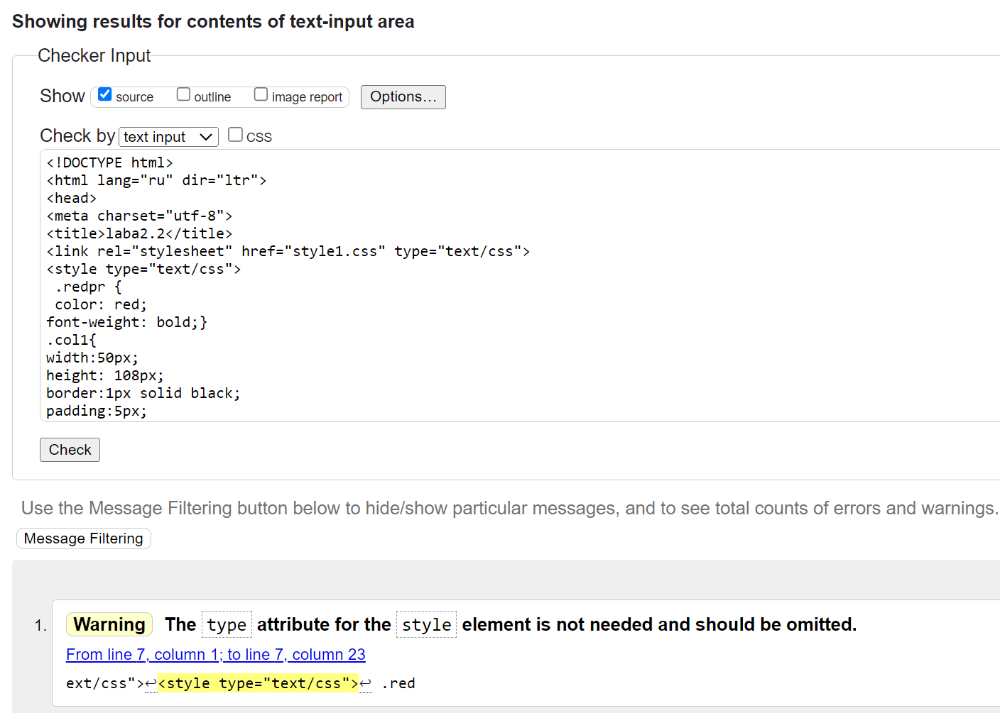 Showing results for contents of text-input area
Checker Input
Show source outline image report Options...
Check by text input CSS
<!DOCTYPE html>
<html lang="ru" dir="ltr">
<head>
<meta charset="utf-8">
<title>laba2.2</title>
<link rel="stylesheet" href="style1.css" type="text/css">
<style type="text/css">
 .redpr {
 color: red;
font-weight: bold;}
.col1{
width:50px;
height: 108px;
border:1px solid black;
padding:5px;
Check
Use the Message Filtering button below to hide/show particular messages, and to see total counts of errors and warnings.
Message Filtering
1. Warning The type attribute for the style element is not needed and should be omitted.
From line 7, column 1; to line 7, column 23
ext/css">↩<style type="text/css">↩ .red